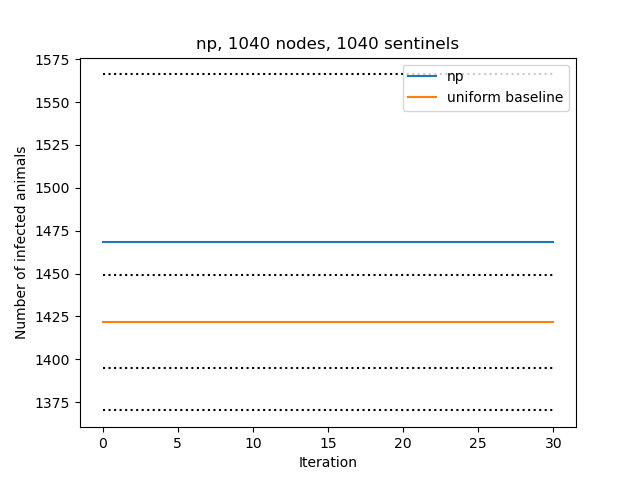 np, 1040 nodes, 1040 sentinels
1575
1550
1525
1500
1475
1450
1425
1400
1375
Number of infected animals
np
uniform baseline
0 5 10 15 20 25 30
Iteration